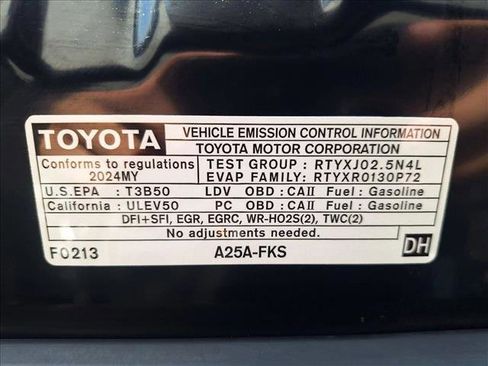 TOYOTA VEHICLE EMISSION CONTROL INFORMATION
TOYOTA MOTOR CORPORATION
Conforms to regulations TEST GROUP : RTYXJ02.5N4L
2024MY EVAP FAMILY: RTYXR0130P72
U.S.EPA : T3B50 LDV OBD : CAII Fuel : Gasoline
California : ULEV50 PC OBD : CAII Fuel : Gasoline
DFI+SFI, EGR, EGRC, WR-HO2S(2), TWC(2)
No adjustments needed.
F0213 A25A-FKS DH